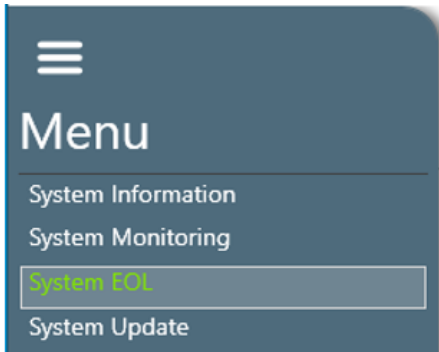 Menu
System Information
System Monitoring
System EOL
System Update